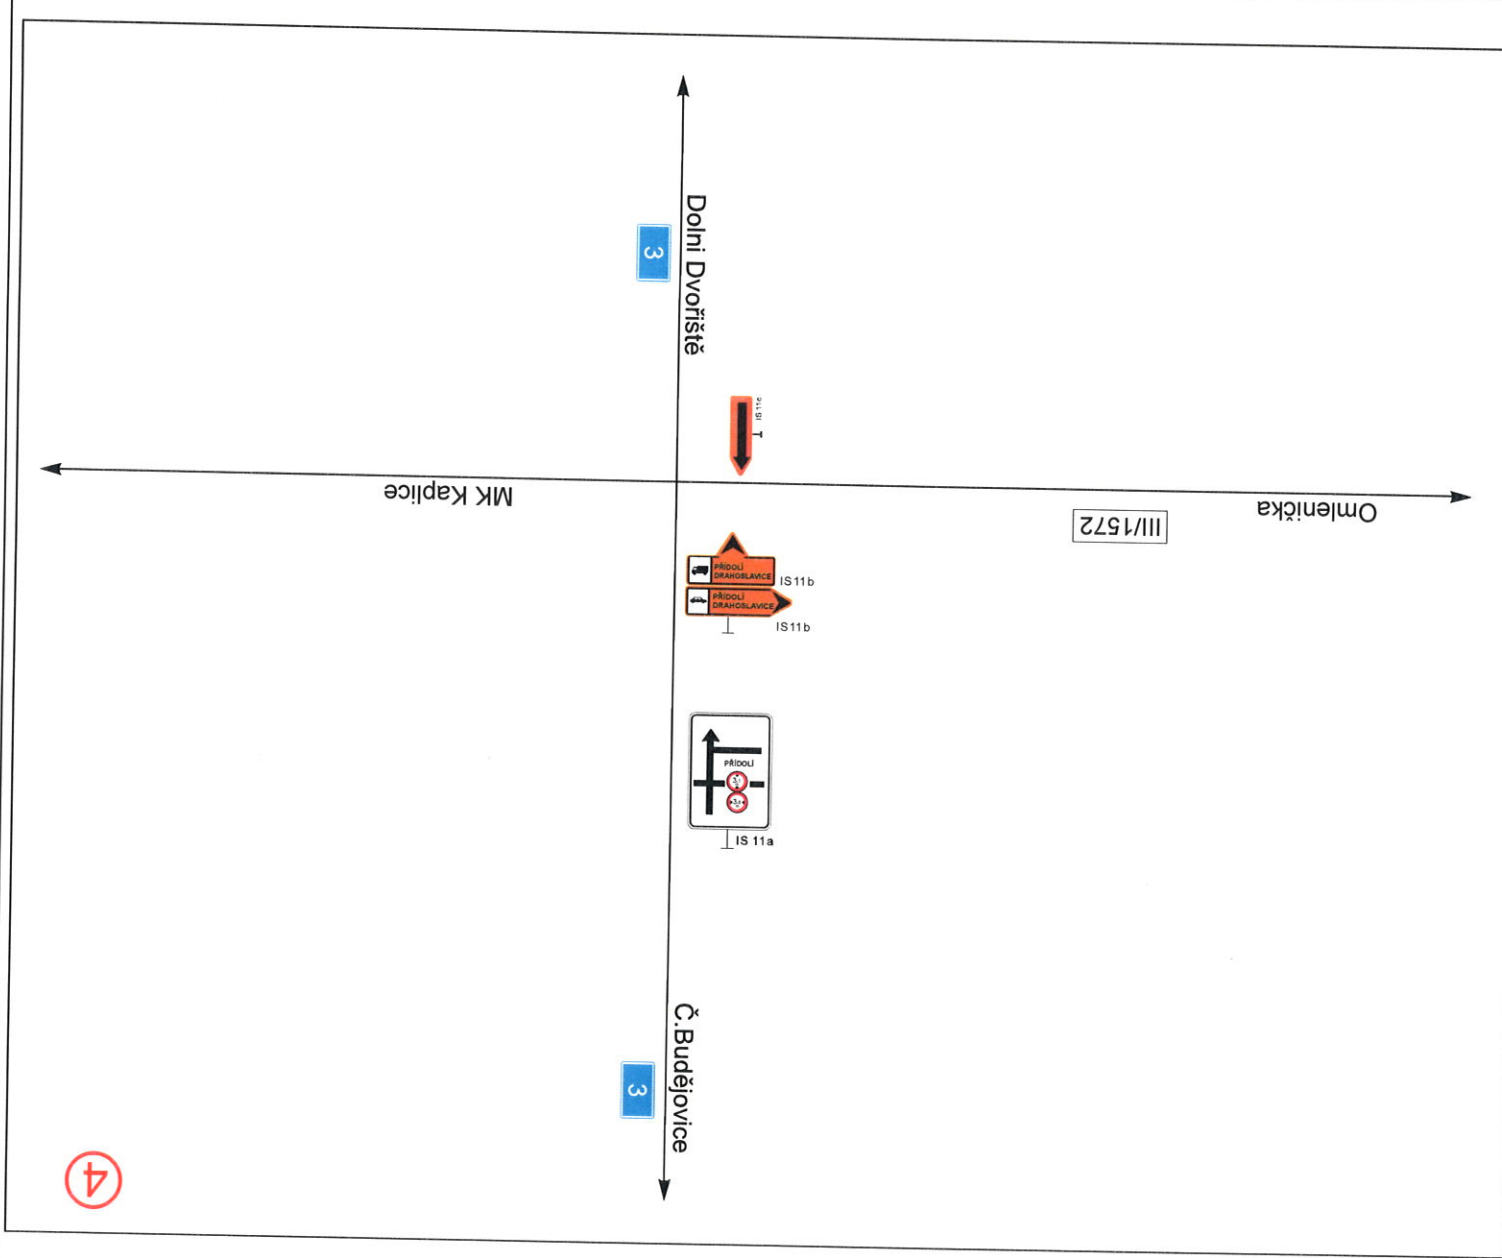 Dolni Dvořiště
3
IS 11c
MK Kaplice
Omlenička
III/1572
PŘÍDOLÍ
DRAHOSLAVICE
IS11b
PŘÍDOLÍ
DRAHOSLAVICE
IS11b
PŘÍDOLÍ
IS 11a
Č.Budějovice
3
4